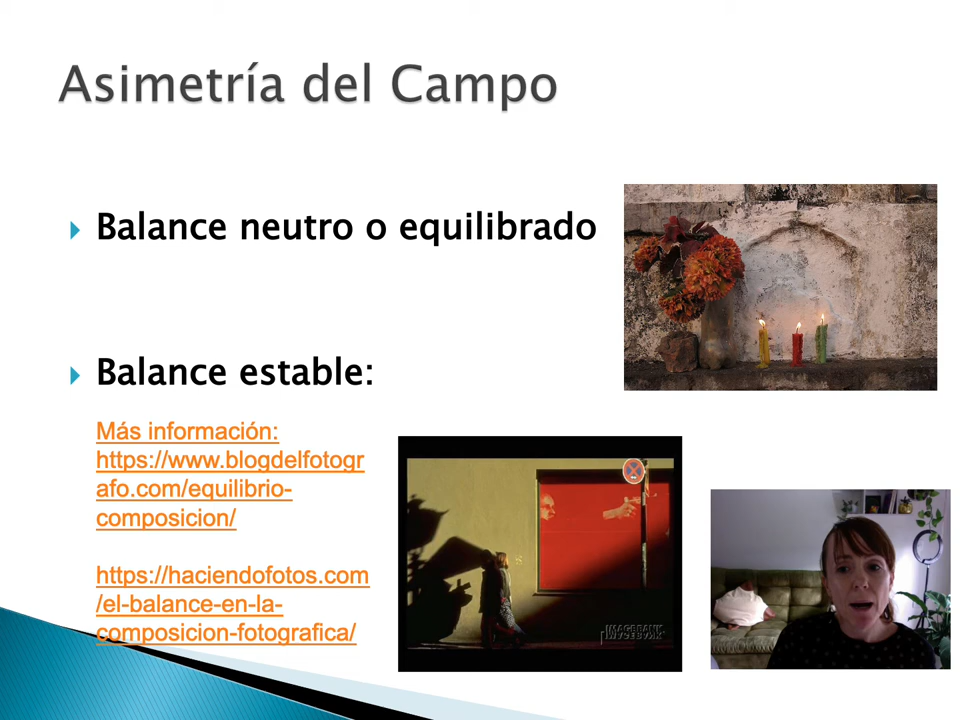 Asimetría del Campo
Balance neutro o equilibrado
Balance estable:
Más información:
https://www.blogdelfotogr
afo.com/equilibrio-
composicion/
https://haciendofotos.com
/el-balance-en-la-
composicion-fotografica/
IMAGEBANK